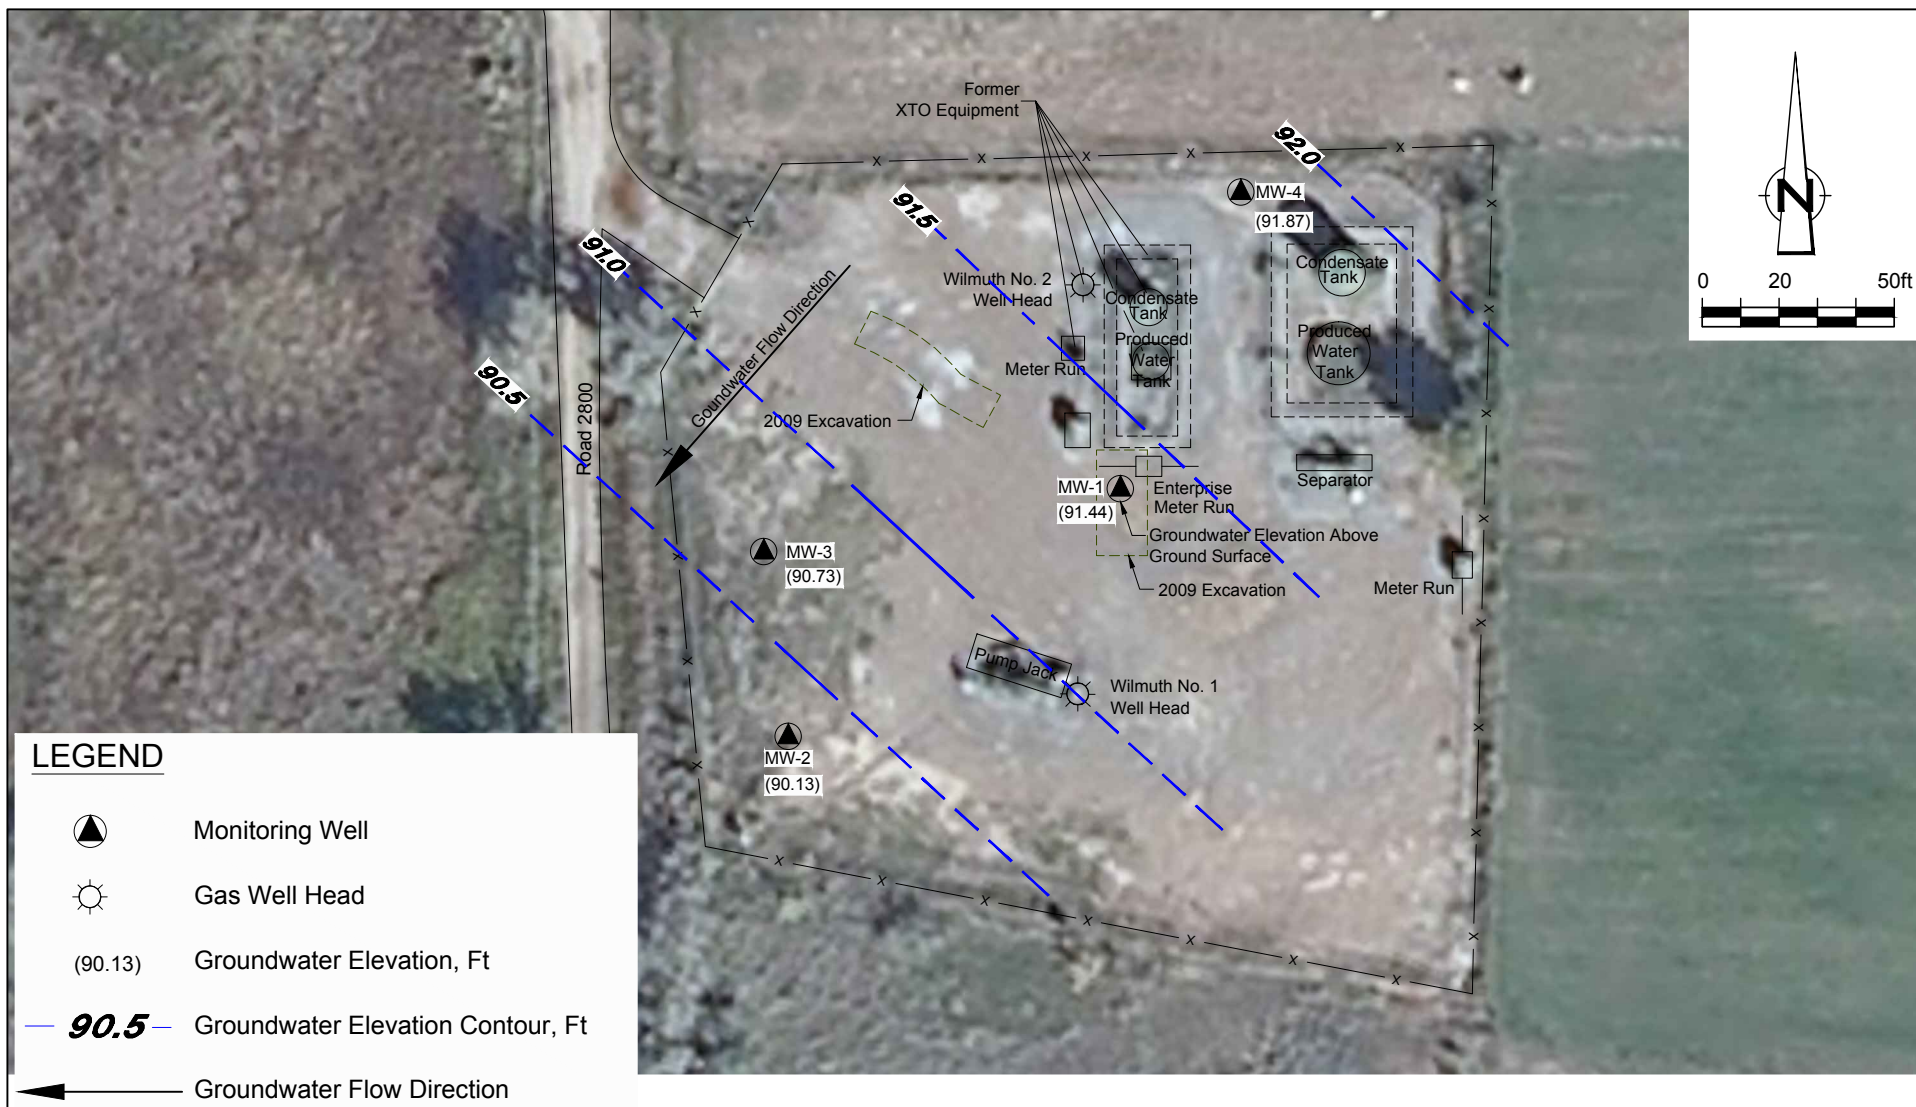 Former
XTO Equipment
92.0
MW-4
(91.87)
N
0 20 50ft
91.5
91.0
90.5
Goundwater Flow Direction
Wilmuth No. 2
Well Head
Condensate
Tank
Produced
Water
Tank
Condensate
Tank
Produced
Water
Tank
Meter Run
2009 Excavation
Road 2800
MW-1
(91.44)
Enterprise
Meter Run
Separator
Groundwater Elevation Above
Ground Surface
2009 Excavation
Meter Run
MW-3
(90.73)
Pump Jack
Wilmuth No. 1
Well Head
MW-2
(90.13)
LEGEND
Monitoring Well
Gas Well Head
(90.13) Groundwater Elevation, Ft
90.5 Groundwater Elevation Contour, Ft
Groundwater Flow Direction